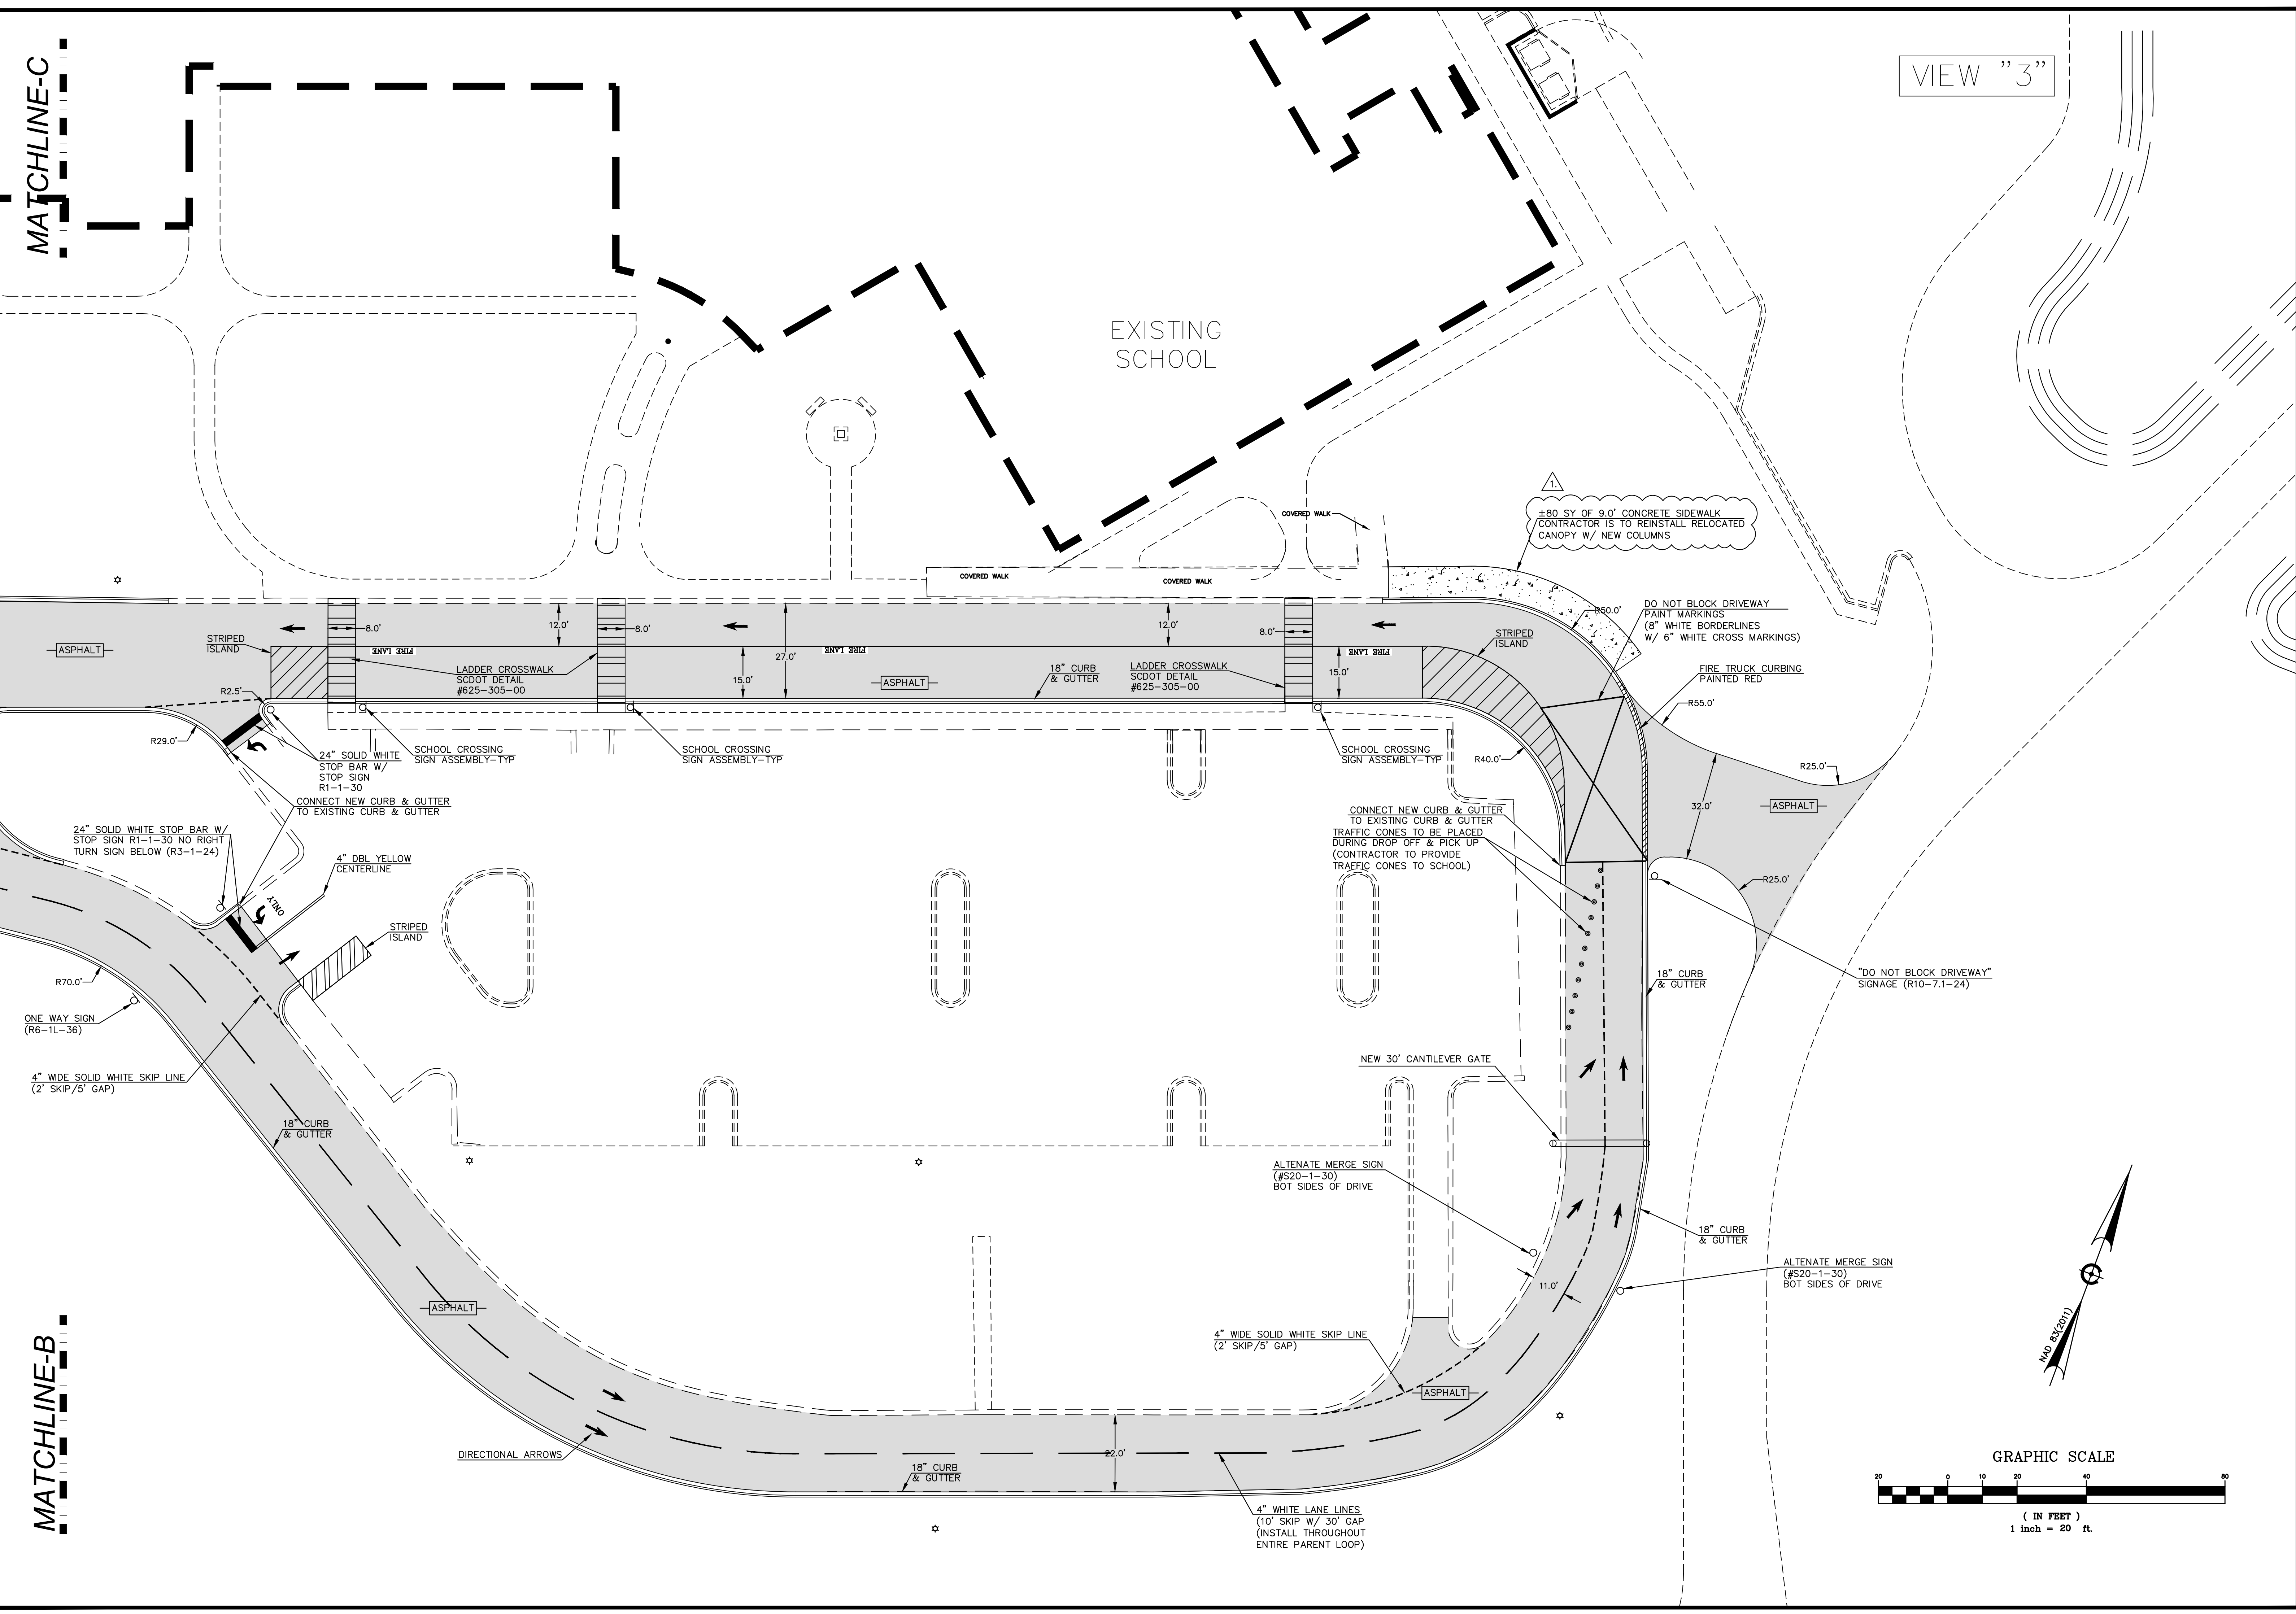 MATCHLINE-C
VIEW "3"
EXISTING
SCHOOL
1.
±80 SY OF 9.0' CONCRETE SIDEWALK
CONTRACTOR IS TO REINSTALL RELOCATED
CANOPY W/ NEW COLUMNS
COVERED WALK
COVERED WALK
COVERED WALK
R50.0'
DO NOT BLOCK DRIVEWAY
PAINT MARKINGS
(8" WHITE BORDERLINES
W/ 6" WHITE CROSS MARKINGS)
FIRE TRUCK CURBING
PAINTED RED
R55.0'
ASPHALT
STRIPED
ISLAND
8.0'
12.0'
8.0'
27.0'
12.0'
8.0'
STRIPED
ISLAND
FIRE LANE
FIRE LANE
FIRE LANE
LADDER CROSSWALK
SCDOT DETAIL
#625-305-00
15.0'
ASPHALT
18" CURB
& GUTTER
LADDER CROSSWALK
SCDOT DETAIL
#625-305-00
15.0'
R2.5'
R29.0'
24" SOLID WHITE
STOP BAR W/
STOP SIGN
R1-1-30
SCHOOL CROSSING
SIGN ASSEMBLY-TYP
SCHOOL CROSSING
SIGN ASSEMBLY-TYP
SCHOOL CROSSING
SIGN ASSEMBLY-TYP
R40.0'
R25.0'
32.0'
ASPHALT
CONNECT NEW CURB & GUTTER
TO EXISTING CURB & GUTTER
CONNECT NEW CURB & GUTTER
TO EXISTING CURB & GUTTER
TRAFFIC CONES TO BE PLACED
DURING DROP OFF & PICK UP
(CONTRACTOR TO PROVIDE
TRAFFIC CONES TO SCHOOL)
24" SOLID WHITE STOP BAR W/
STOP SIGN R1-1-30 NO RIGHT
TURN SIGN BELOW (R3-1-24)
4" DBL YELLOW
CENTERLINE
ONLY
STRIPED
ISLAND
R25.0'
R70.0'
ONE WAY SIGN
(R6-1L-36)
18" CURB
& GUTTER
"DO NOT BLOCK DRIVEWAY"
SIGNAGE (R10-7.1-24)
4" WIDE SOLID WHITE SKIP LINE
(2' SKIP/5' GAP)
NEW 30' CANTILEVER GATE
18" CURB
& GUTTER
ALTENATE MERGE SIGN
(#S20-1-30)
BOT SIDES OF DRIVE
18" CURB
& GUTTER
ALTENATE MERGE SIGN
(#S20-1-30)
BOT SIDES OF DRIVE
11.0'
ASPHALT
4" WIDE SOLID WHITE SKIP LINE
(2' SKIP/5' GAP)
ASPHALT
NAD 83(2011)
MATCHLINE-B
DIRECTIONAL ARROWS
18" CURB
& GUTTER
22.0'
4" WHITE LANE LINES
(10' SKIP W/ 30' GAP
(INSTALL THROUGHOUT
ENTIRE PARENT LOOP)
GRAPHIC SCALE
20 0 10 20 40 80
( IN FEET )
1 inch = 20 ft.